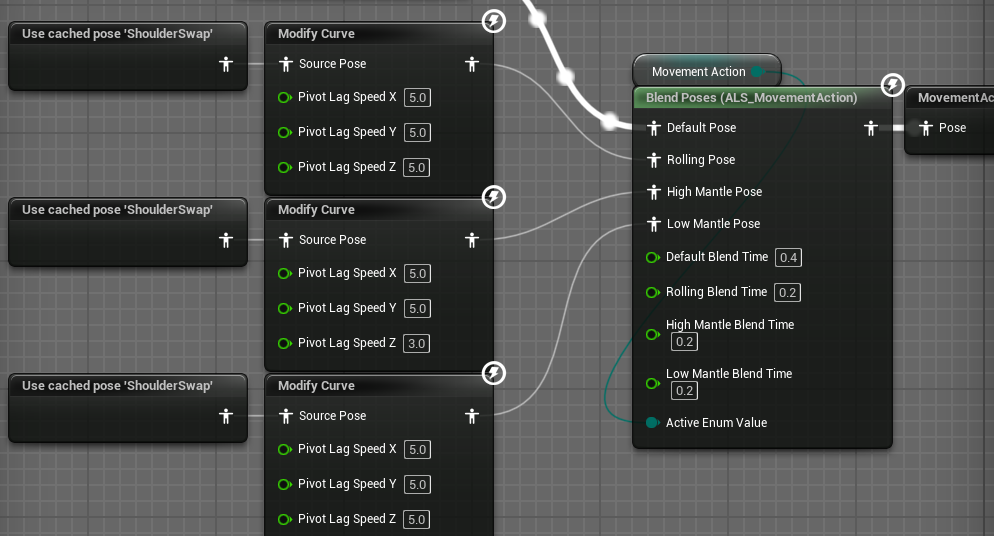 Use cached pose 'ShoulderSwap'
Modify Curve
Source Pose
Pivot Lag Speed X 5.0
Pivot Lag Speed Y 5.0
Pivot Lag Speed Z 5.0
Use cached pose 'ShoulderSwap'
Modify Curve
Source Pose
Pivot Lag Speed X 5.0
Pivot Lag Speed Y 5.0
Pivot Lag Speed Z 3.0
Use cached pose 'ShoulderSwap'
Modify Curve
Source Pose
Pivot Lag Speed X 5.0
Pivot Lag Speed Y 5.0
Pivot Lag Speed Z 5.0
Movement Action
Blend Poses (ALS_MovementAction)
Default Pose
Rolling Pose
High Mantle Pose
Low Mantle Pose
Default Blend Time 0.4
Rolling Blend Time 0.2
High Mantle Blend Time
0.2
Low Mantle Blend Time
0.2
Active Enum Value
MovementAc
Pose